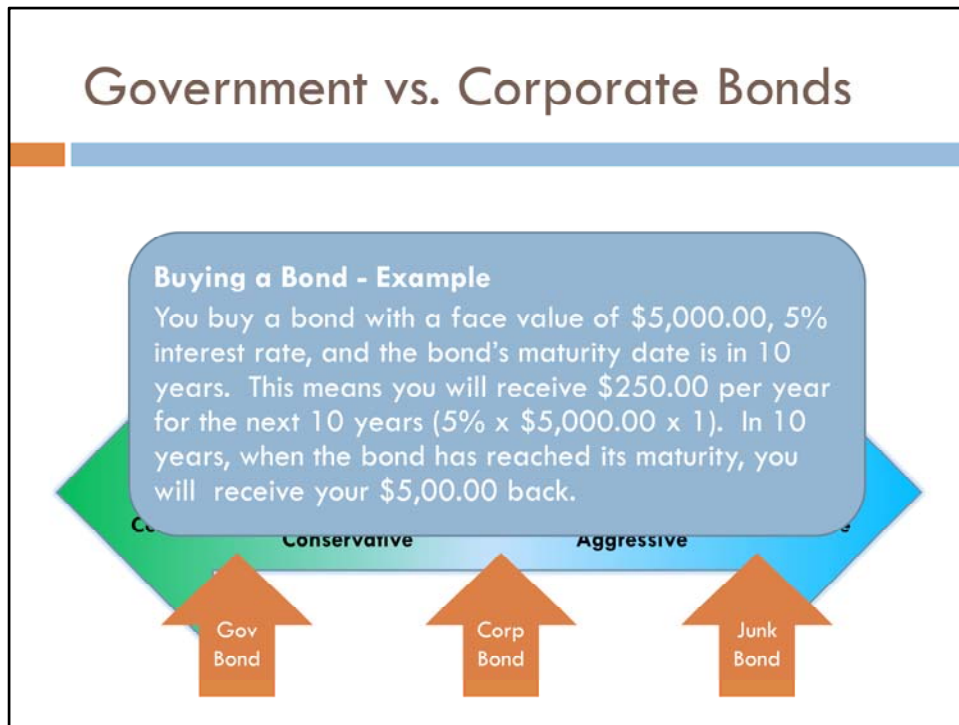 Government vs. Corporate Bonds
Buying a Bond - Example
You buy a bond with a face value of $5,000.00, 5%
interest rate, and the bond's maturity date is in 10
years.  This means you will receive $250.00 per year
for the next 10 years (5% x $5,000.00 x 1).  In 10
years, when the bond has reached its maturity, you
will  receive your $5,00.00 back.
Conservative
Aggressive
Gov
Bond
Corp
Bond
Junk
Bond